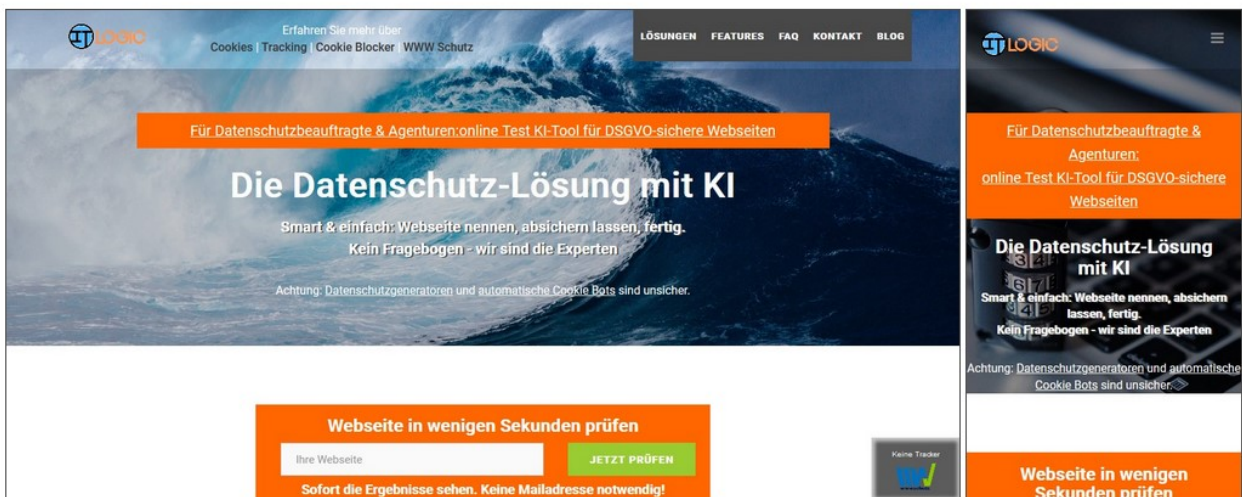 IT LOGIC
Erfahren Sie mehr über
Cookies | Tracking | Cookie Blocker | WWW Schutz
LÖSUNGEN FEATURES FAQ KONTAKT BLOG
Für Datenschutzbeauftragte & Agenturen:online Test KI-Tool für DSGVO-sichere Webseiten
Die Datenschutz-Lösung mit KI
Smart & einfach: Webseite nennen, absichern lassen, fertig.
Kein Fragebogen - wir sind die Experten
Achtung: Datenschutzgeneratoren und automatische Cookie Bots sind unsicher.
Webseite in wenigen Sekunden prüfen
Ihre Webseite
JETZT PRÜFEN
Sofort die Ergebnisse sehen. Keine Mailadresse notwendig!
Keine Tracker
IT LOGIC
Für Datenschutzbeauftragte &
Agenturen:
online Test KI-Tool für DSGVO-sichere
Webseiten
Die Datenschutz-Lösung
mit KI
Smart & einfach: Webseite nennen, absichern
lassen, fertig.
Kein Fragebogen - wir sind die Experten
Achtung: Datenschutzgeneratoren und automatische
Cookie Bots sind unsicher.
Webseite in wenigen
Sekunden prüfen